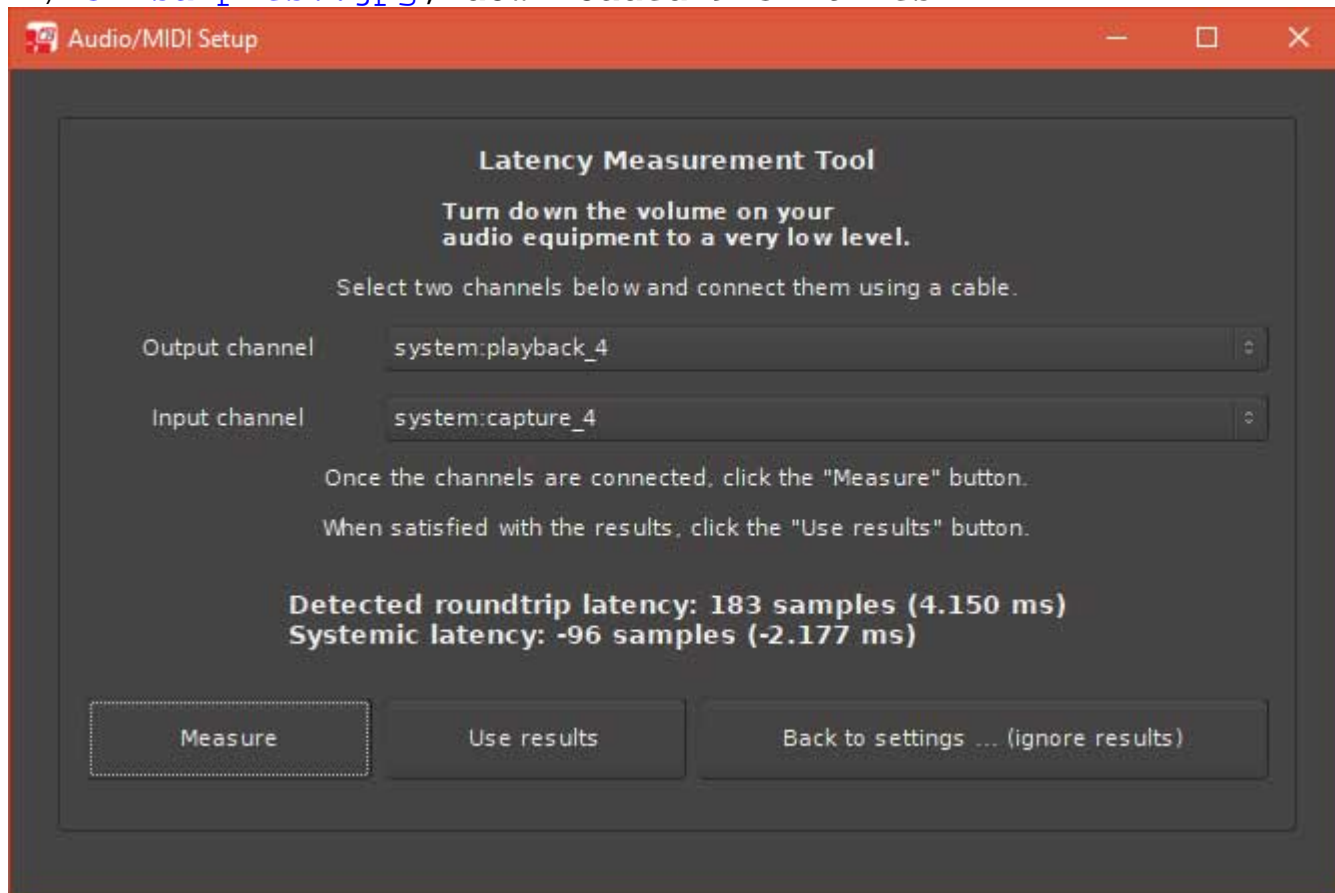 Audio/MIDI Setup
Latency Measurement Tool
Turn down the volume on your
audio equipment to a very low level.
Select two channels below and connect them using a cable.
Output channel system:playback_4
Input channel system:capture_4
Once the channels are connected, click the "Measure" button.
When satisfied with the results, click the "Use results" button.
Detected roundtrip latency: 183 samples (4.150 ms)
Systemic latency: -96 samples (-2.177 ms)
Measure Use results Back to settings ... (ignore results)